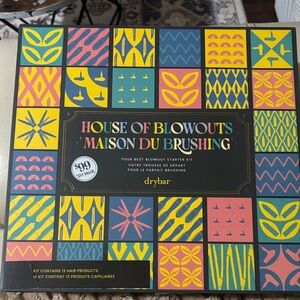 HOUSE OF BLOWOUTS
MAISON DU BRUSHING
YOUR BEST BLOWOUT STARTER KIT
VOTRE TROUSSE DE DÉPART
POUR LE PARFAIT BRUSHING
$99
drybar
KIT CONTAINS 12 HAIR PRODUCTS
LE KIT CONTIENT 12 PRODUITS CAPILLAIRES